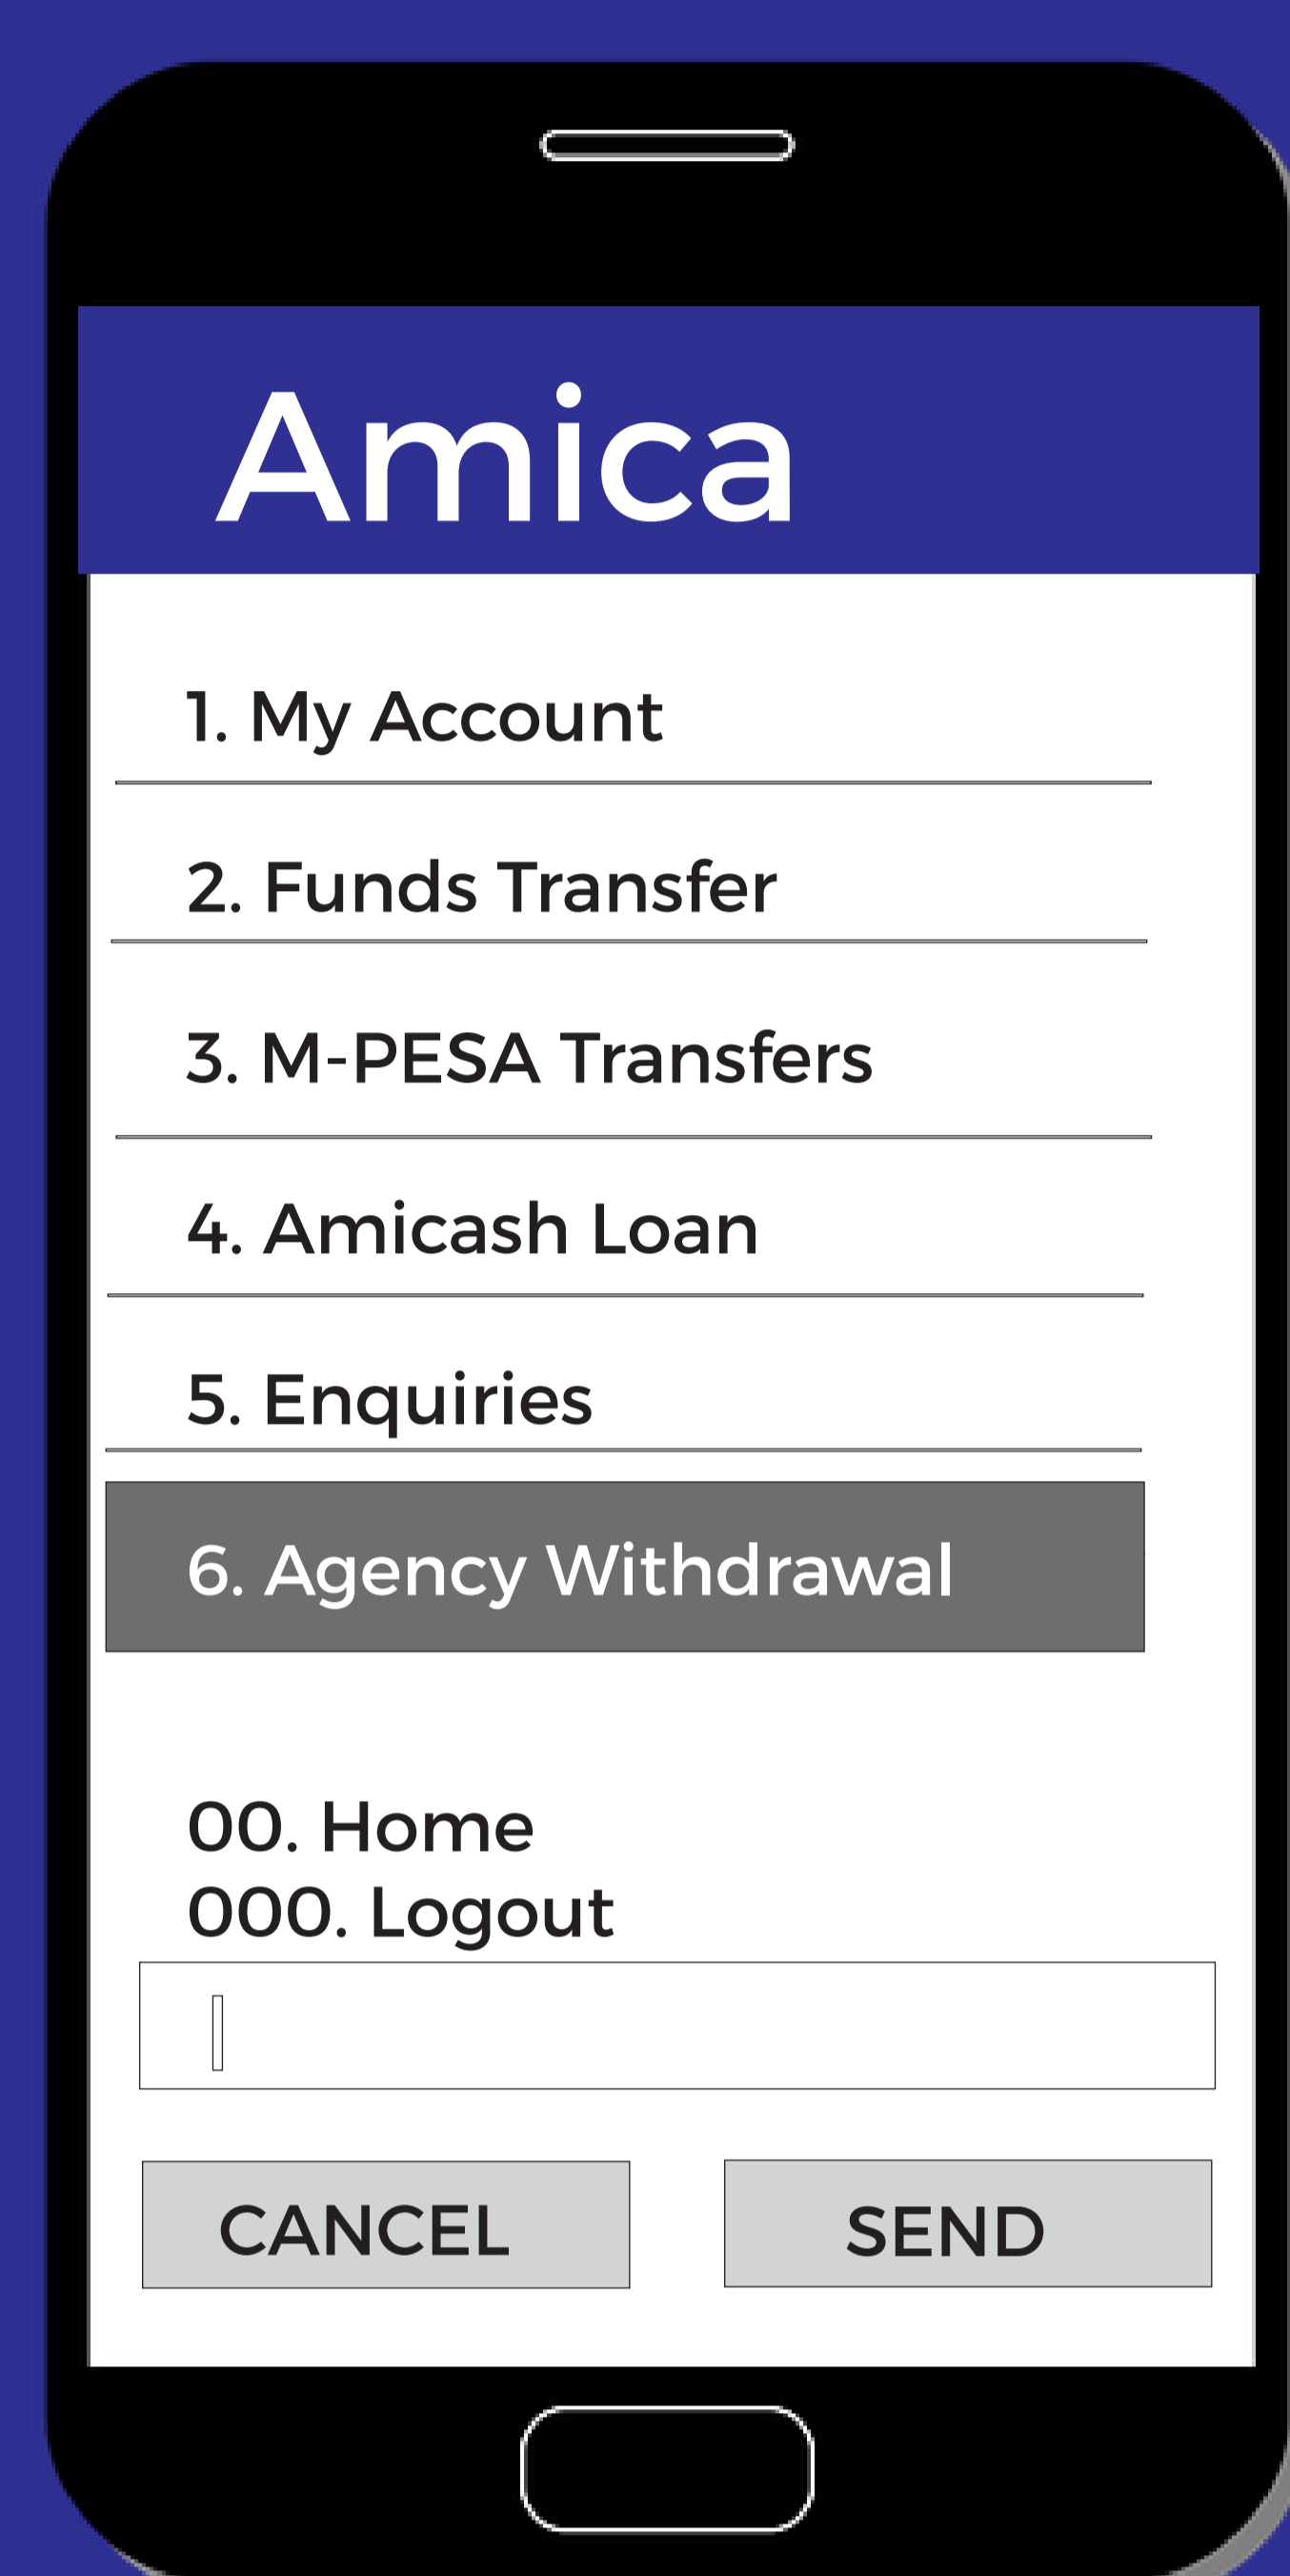 Amica
1. My Account
2. Funds Transfer
3. M-PESA Transfers
4. Amicash Loan
5. Enquiries
6. Agency Withdrawal
00. Home
000. Logout
CANCEL
SEND